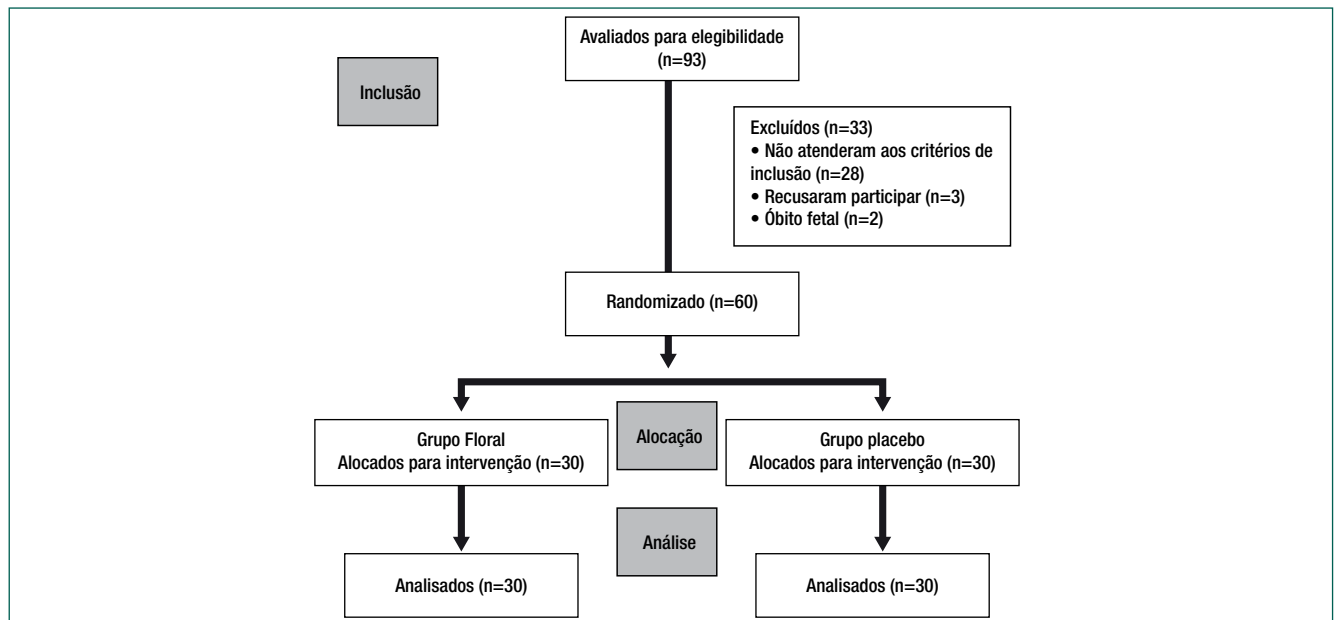 Avaliados para elegibilidade
(n=93)
Inclusão
Excluídos (n=33)
• Não atenderam aos critérios de
inclusão (n=28)
• Recusaram participar (n=3)
• Óbito fetal (n=2)
Randomizado (n=60)
Grupo Floral
Alocados para intervenção (n=30)
Alocação
Grupo placebo
Alocados para intervenção (n=30)
Análise
Analisados (n=30)
Analisados (n=30)